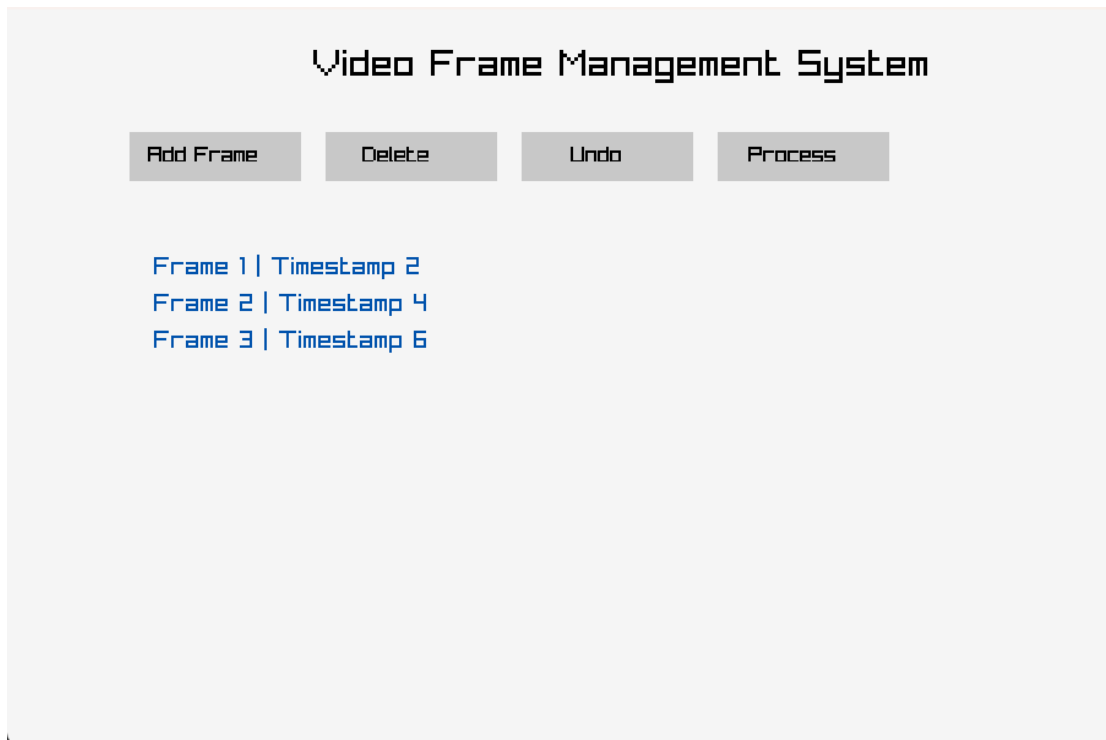 Video Frame Management System
Add Frame
Delete
Undo
Process
Frame 1 | Timestamp 2
Frame 2 | Timestamp 4
Frame 3 | Timestamp 6